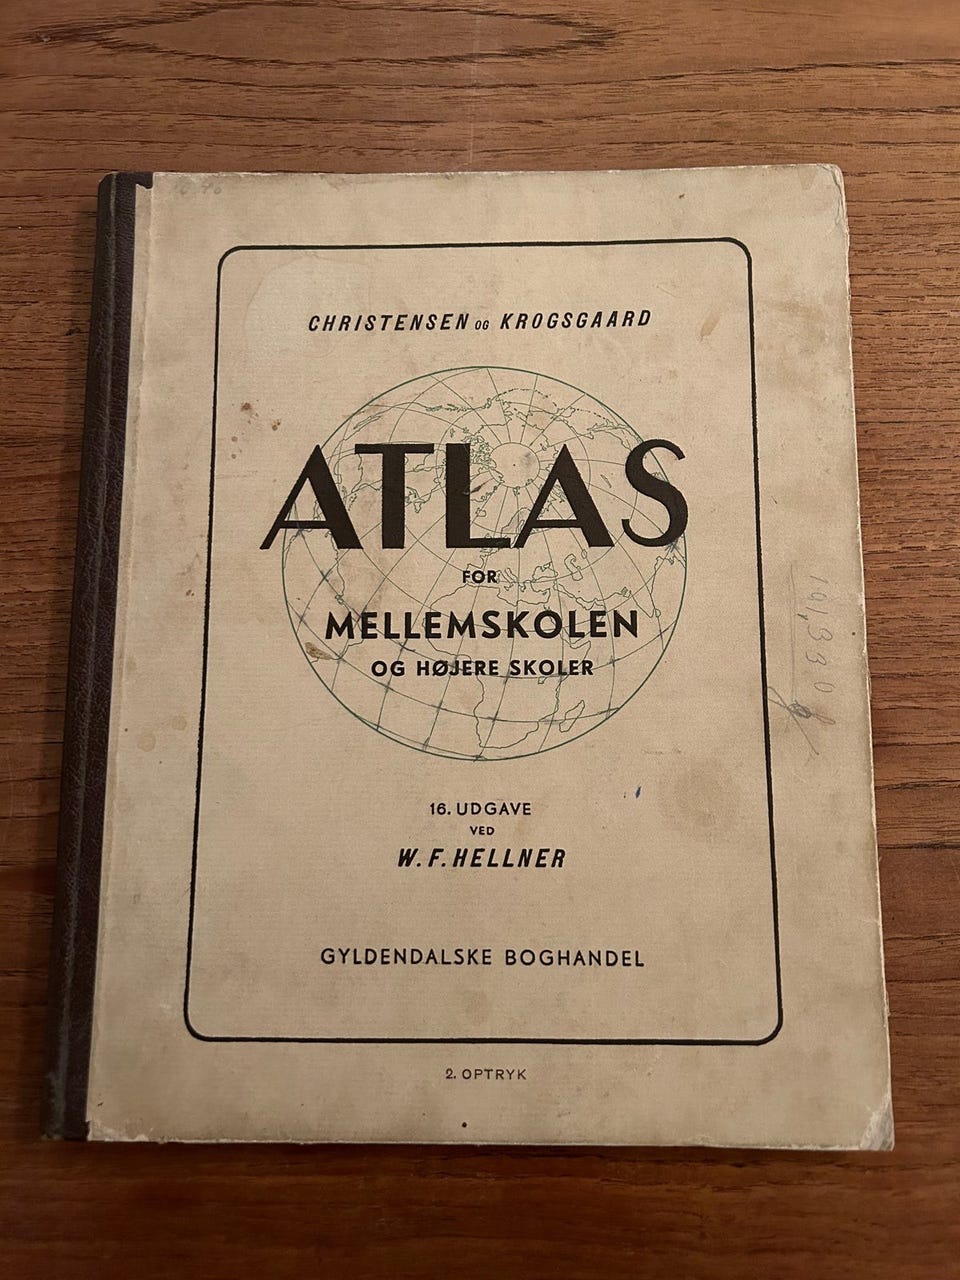 CHRISTENSEN OG KROGSGAARD
ATLAS
FOR
MELLEMSKOLEN
OG HØJERE SKOLER
16. UDGAVE
VED
W. F. HELLNER
GYLDENDALSKE BOGHANDEL
2. OPTRYK